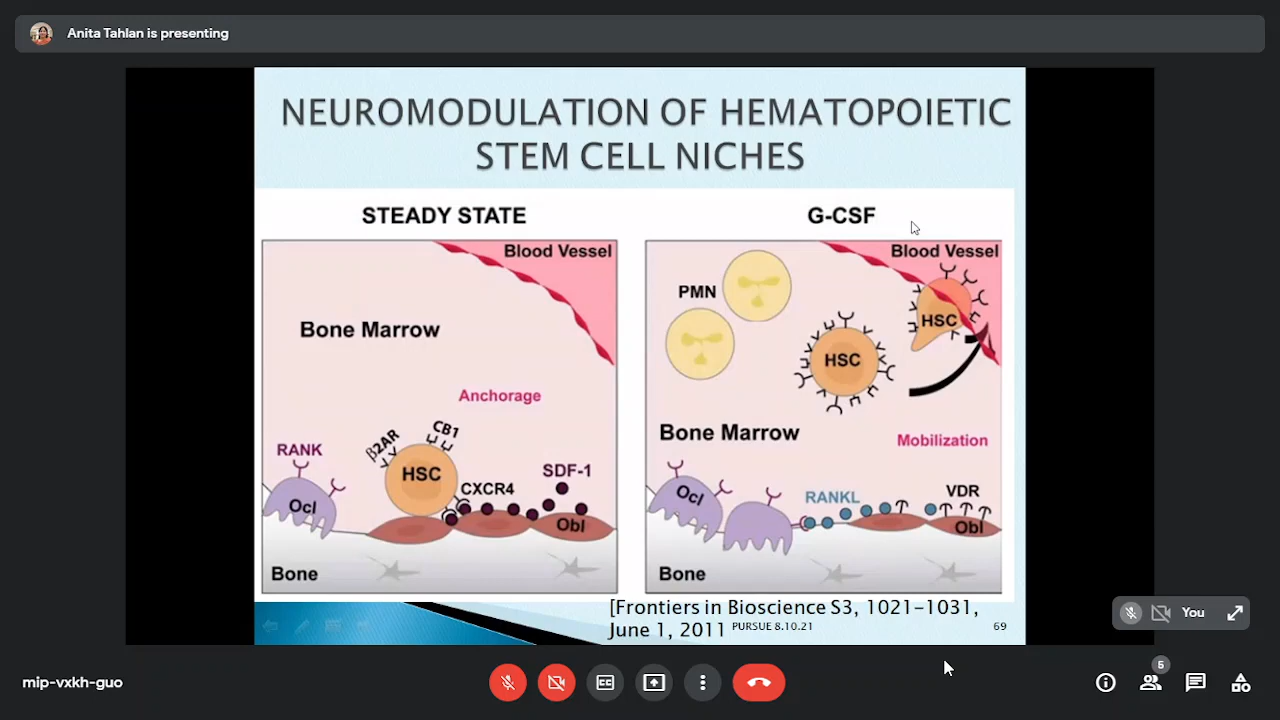 Anita Tahlan is presenting
NEUROMODULATION OF HEMATOPOIETIC
STEM CELL NICHES
STEADY STATE
Blood Vessel
Bone Marrow
Anchorage
RANK
β2AR
CB1
HSC
CXCR4
SDF-1
Ocl
Obl
Bone
G-CSF
Blood Vessel
PMN
HSC
HSC
Bone Marrow
Mobilization
Ocl
RANKL
VDR
Obl
Bone
[Frontiers in Bioscience S3, 1021-1031,
June 1, 2011
PURSUE 8.10.21
69
You
mip-vxkh-guo
CC
5